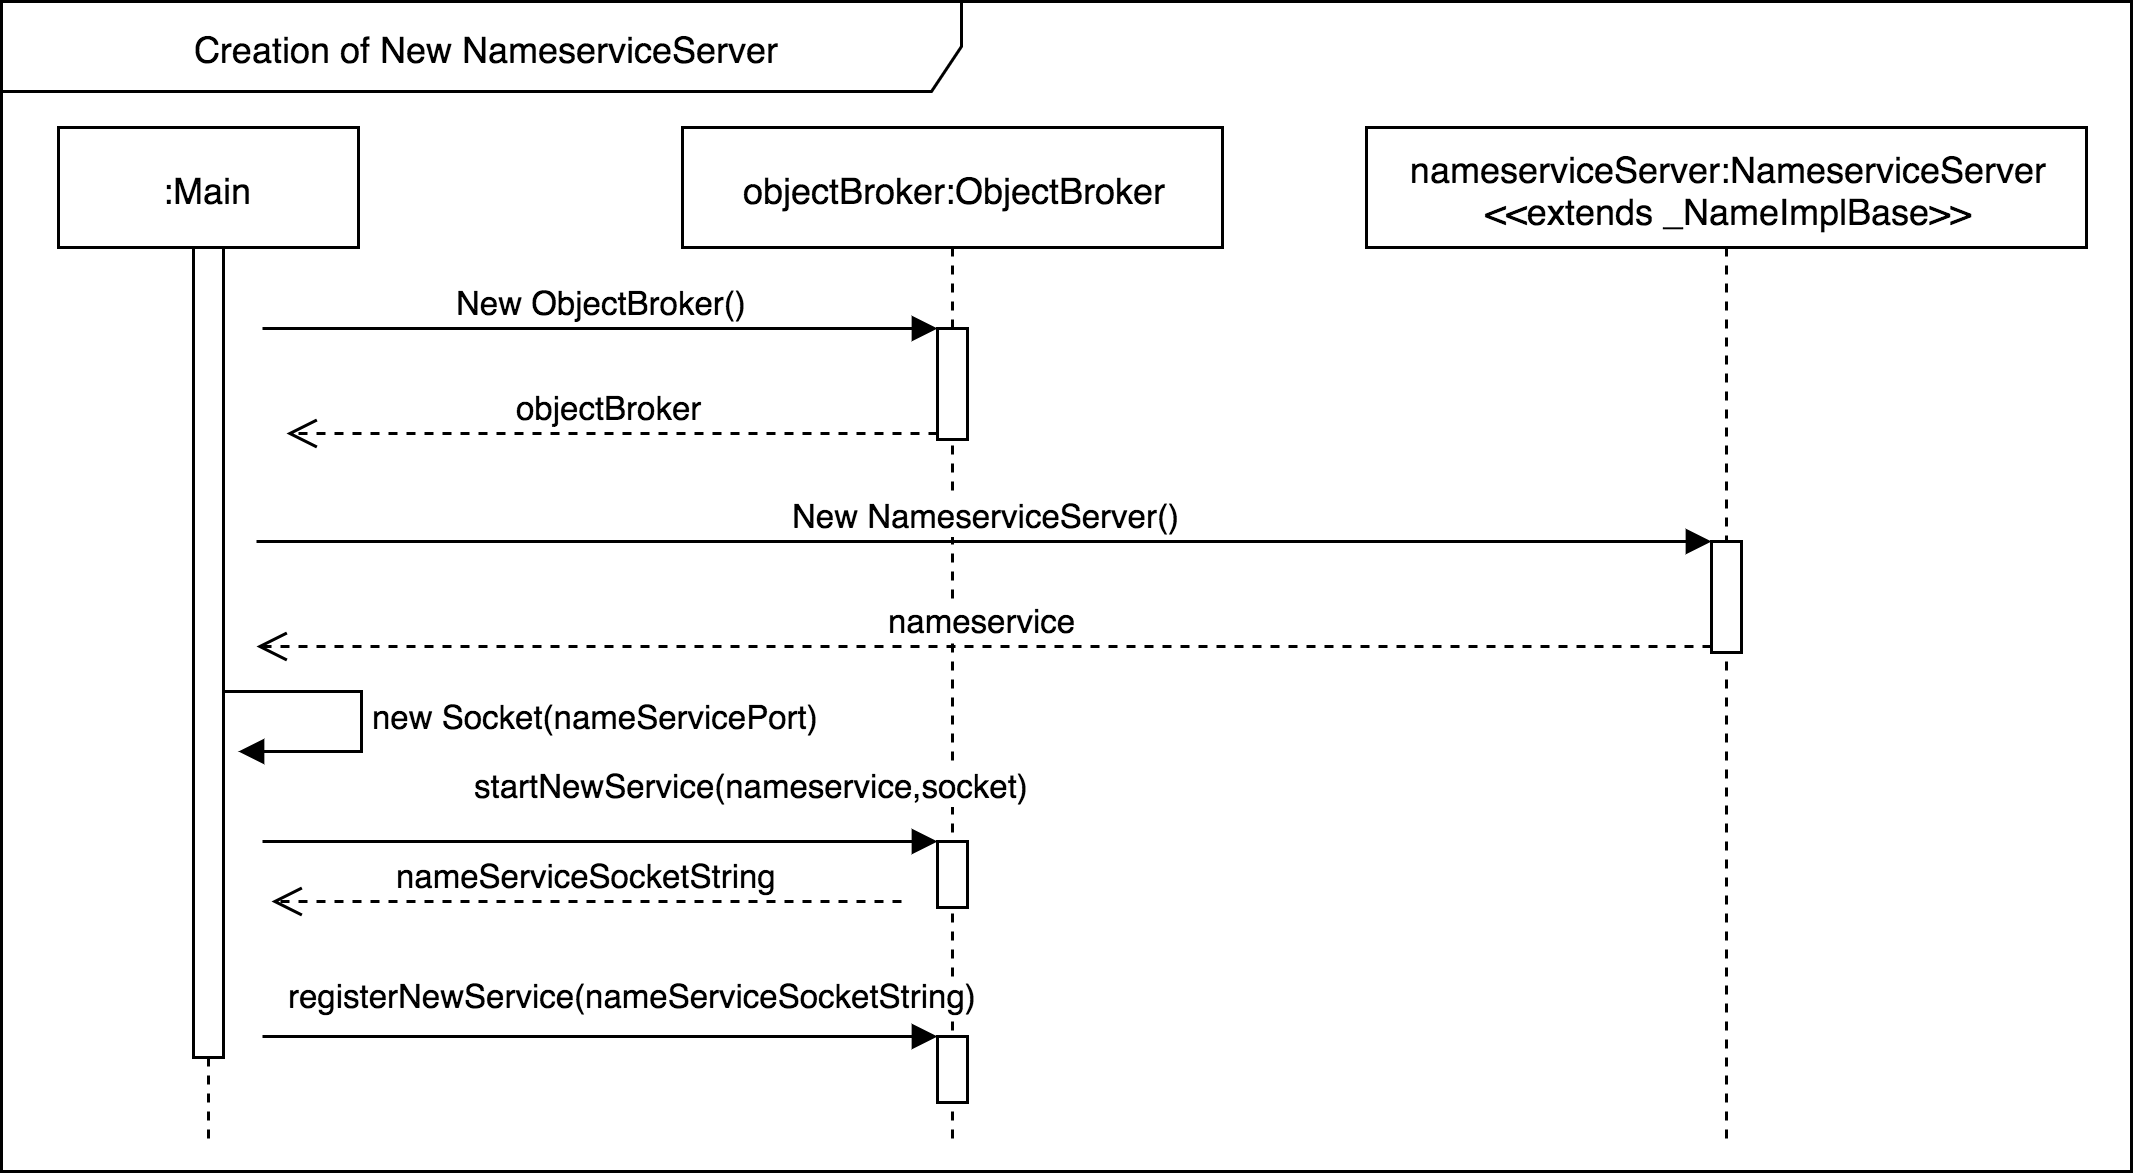 Creation of New NameserviceServer
:Main
objectBroker:ObjectBroker
nameserviceServer:NameserviceServer
<<extends _NameImplBase>>
New ObjectBroker()
objectBroker
New NameserviceServer()
nameservice
new Socket(nameServicePort)
startNewService(nameservice,socket)
nameServiceSocketString
registerNewService(nameServiceSocketString)